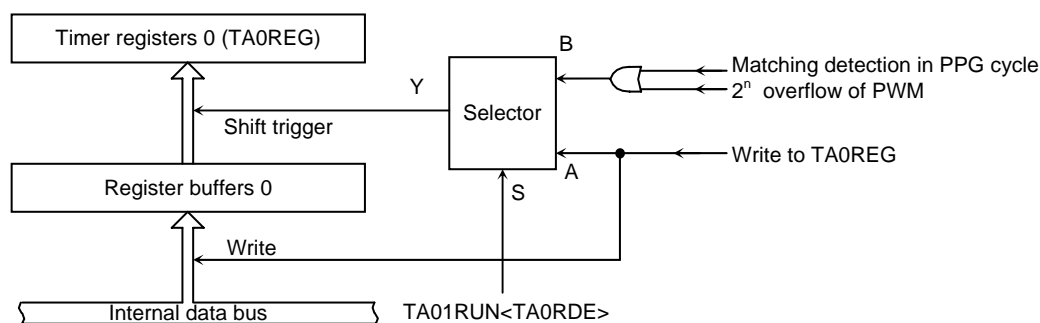 Timer registers 0 (TA0REG)
B
Matching detection in PPG cycle
Y
2n overflow of PWM
Selector
Shift trigger
Write to TA0REG
A
Register buffers 0
S
Write
Internal data bus
TA01RUN<TA0RDE>